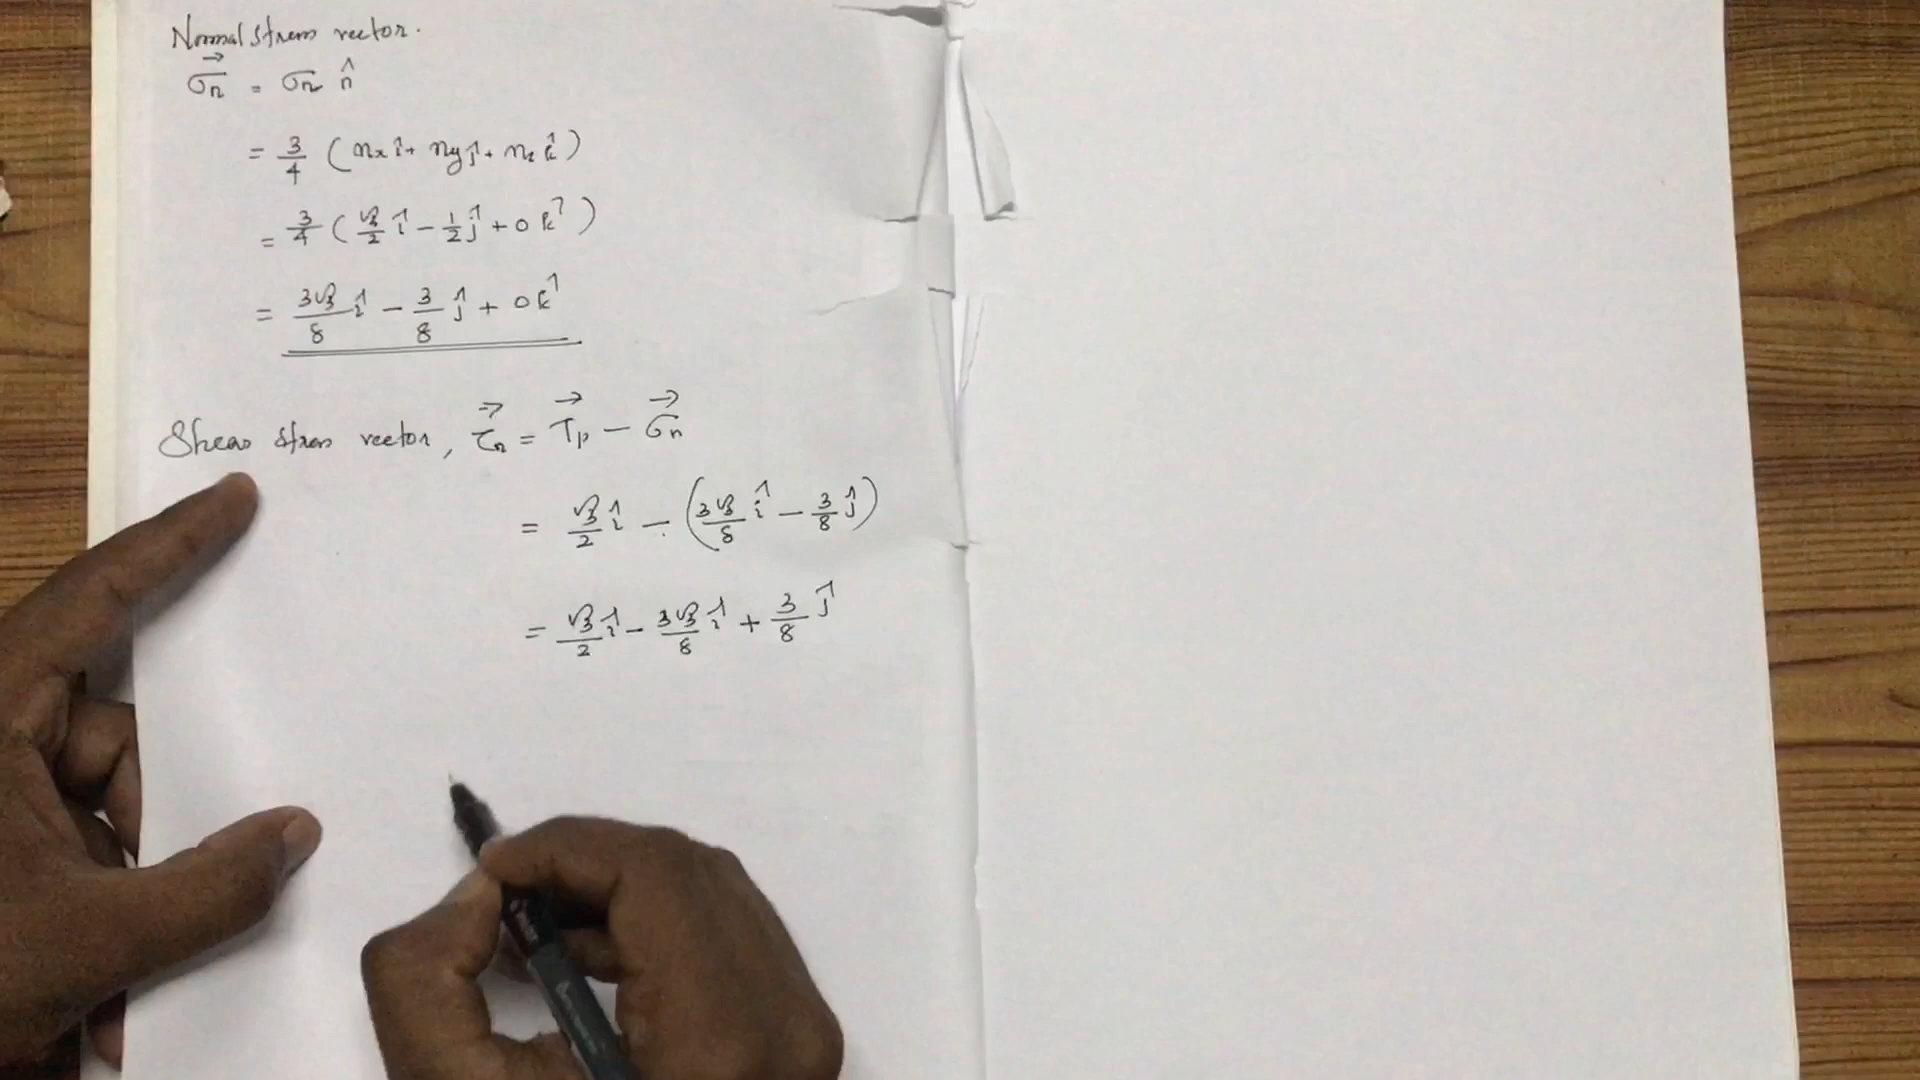 Normal stress vector.
σₙ⃗ = σₙ n̂
= 3/4 (nₓ î + n_y ĵ + n_z k̂)
= 3/4 (√3/2 î - 1/2 ĵ + 0 k̂)
= 3√3/8 î - 3/8 ĵ + 0 k̂
Shear stress vector, τₙ⃗ = Tₚ⃗ - σₙ⃗
= √3/2 î - (3√3/8 î - 3/8 ĵ)
= √3/2 î - 3√3/8 î + 3/8 ĵ